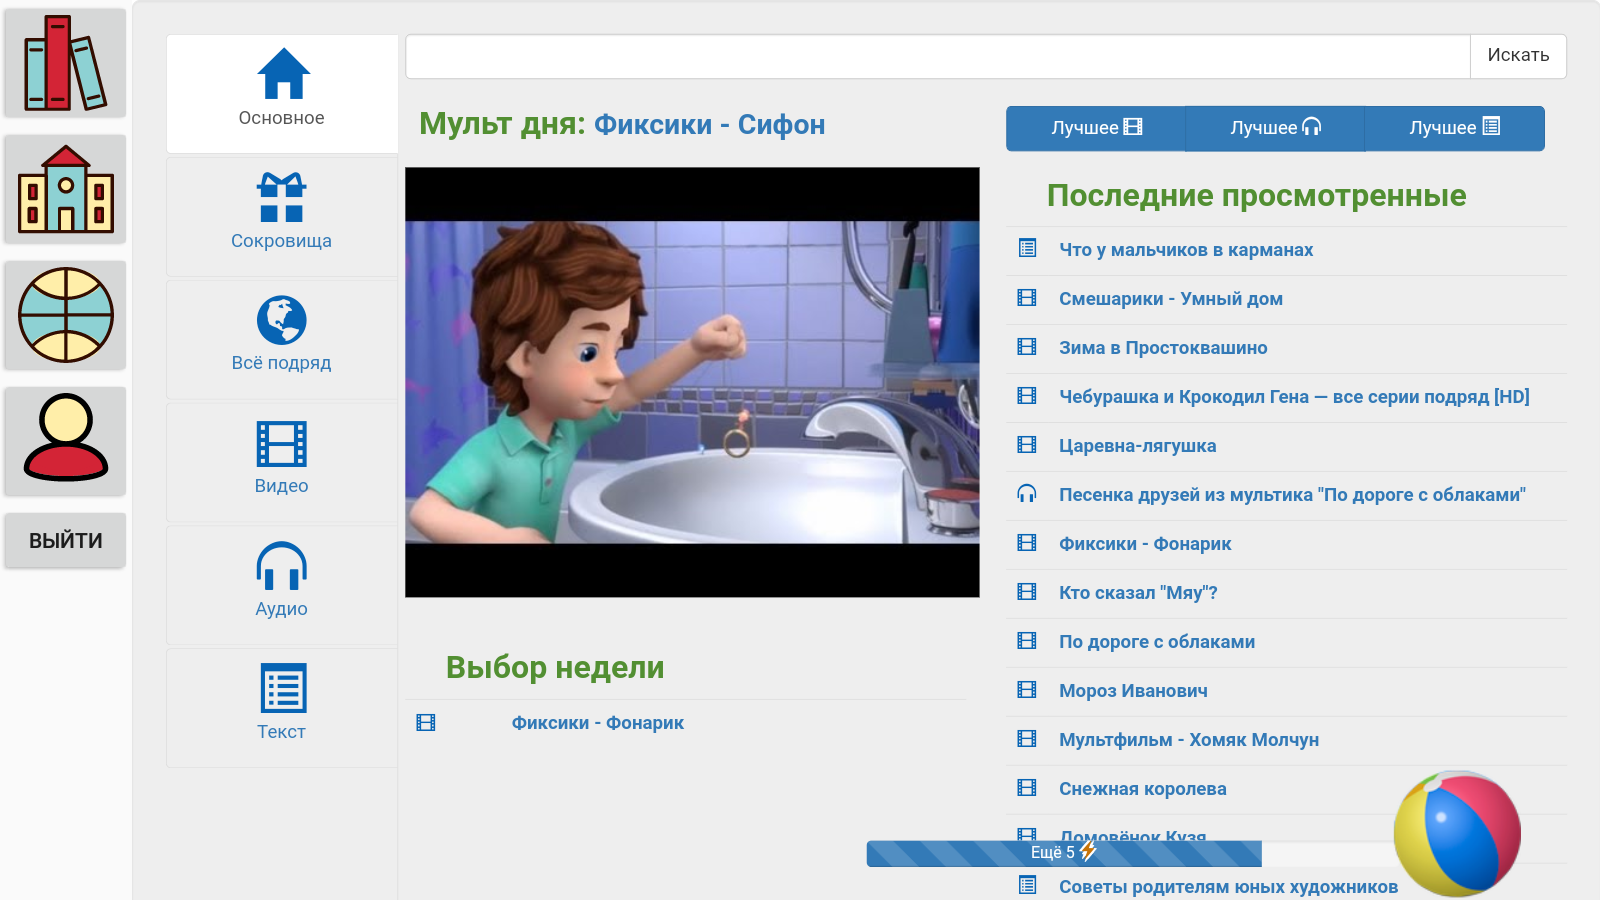 ВЫЙТИ
Основное
Сокровища
Всё подряд
Видео
Аудио
Текст
Искать
Мульт дня: Фиксики - Сифон
Выбор недели
Фиксики - Фонарик
Лучшее
Лучшее
Лучшее
Последние просмотренные
Что у мальчиков в карманах
Смешарики - Умный дом
Зима в Простоквашино
Чебурашка и Крокодил Гена — все серии подряд [HD]
Царевна-лягушка
Песенка друзей из мультика "По дороге с облаками"
Фиксики - Фонарик
Кто сказал "Мяу"?
По дороге с облаками
Мороз Иванович
Мультфильм - Хомяк Молчун
Снежная королева
Домовёнок Кузя
Ещё 5
Советы родителям юных художников